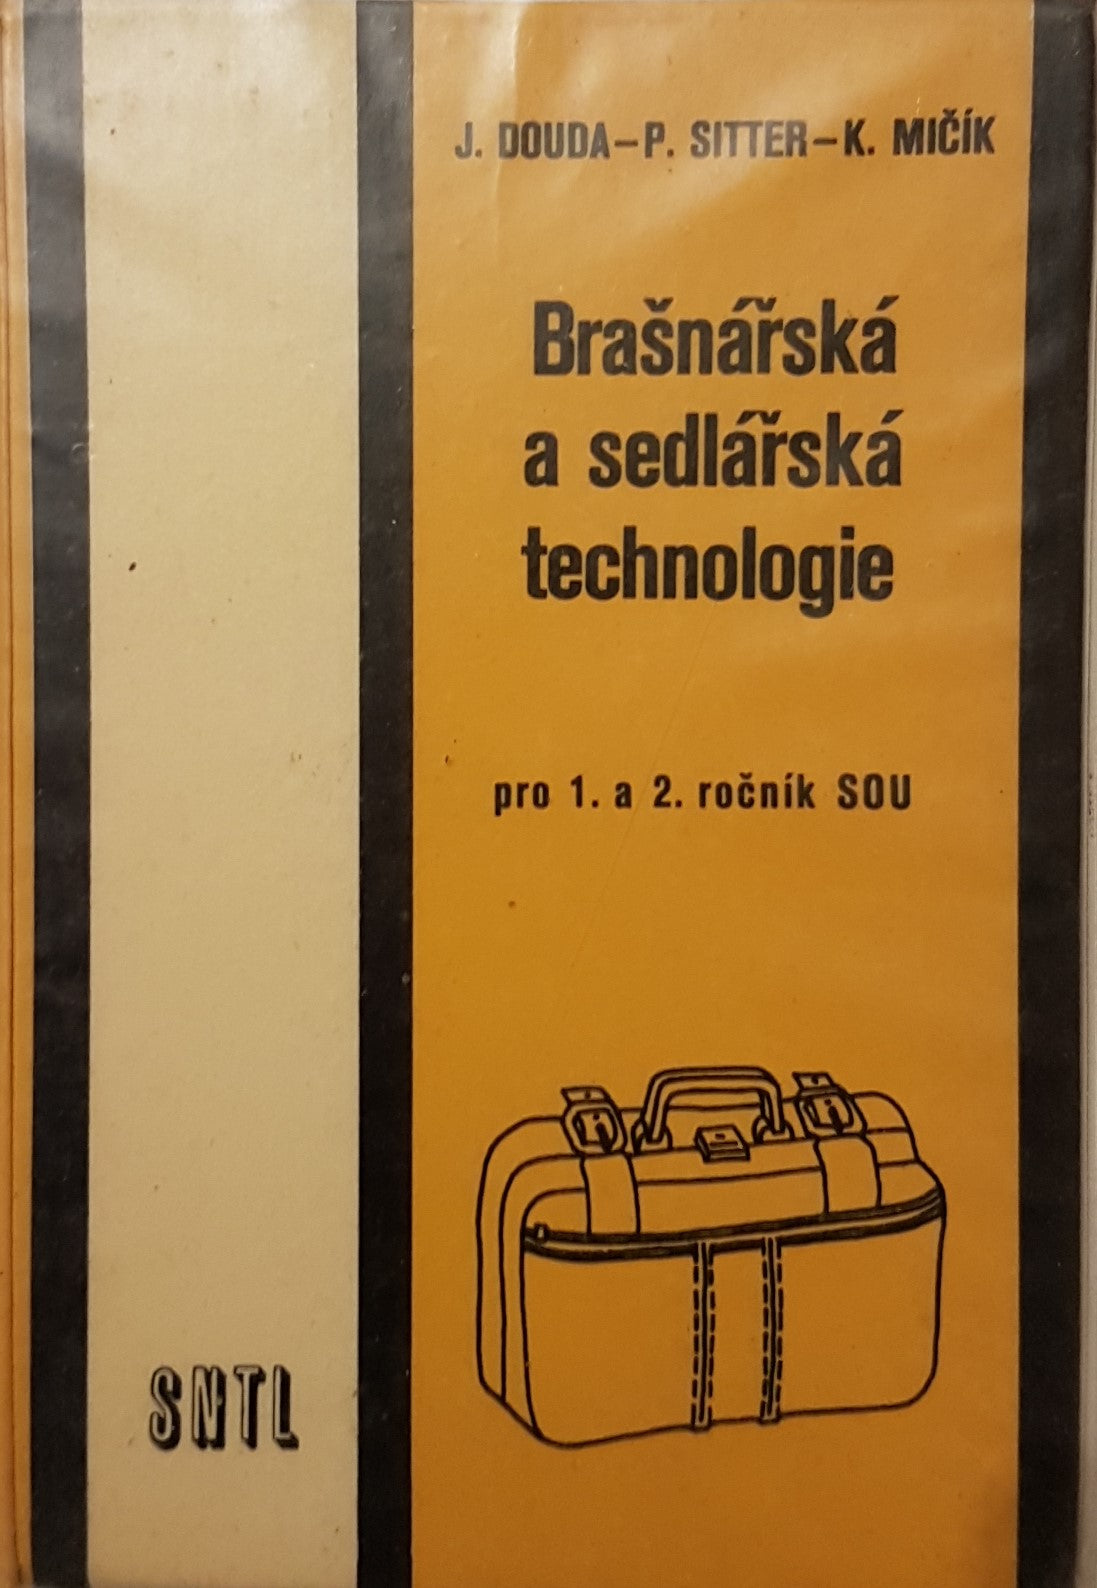 J. DOUDA–P. SITTER–K. MIČÍK
Brašnářská
a sedlářská
technologie
pro 1. a 2. ročník SOU
SNTL